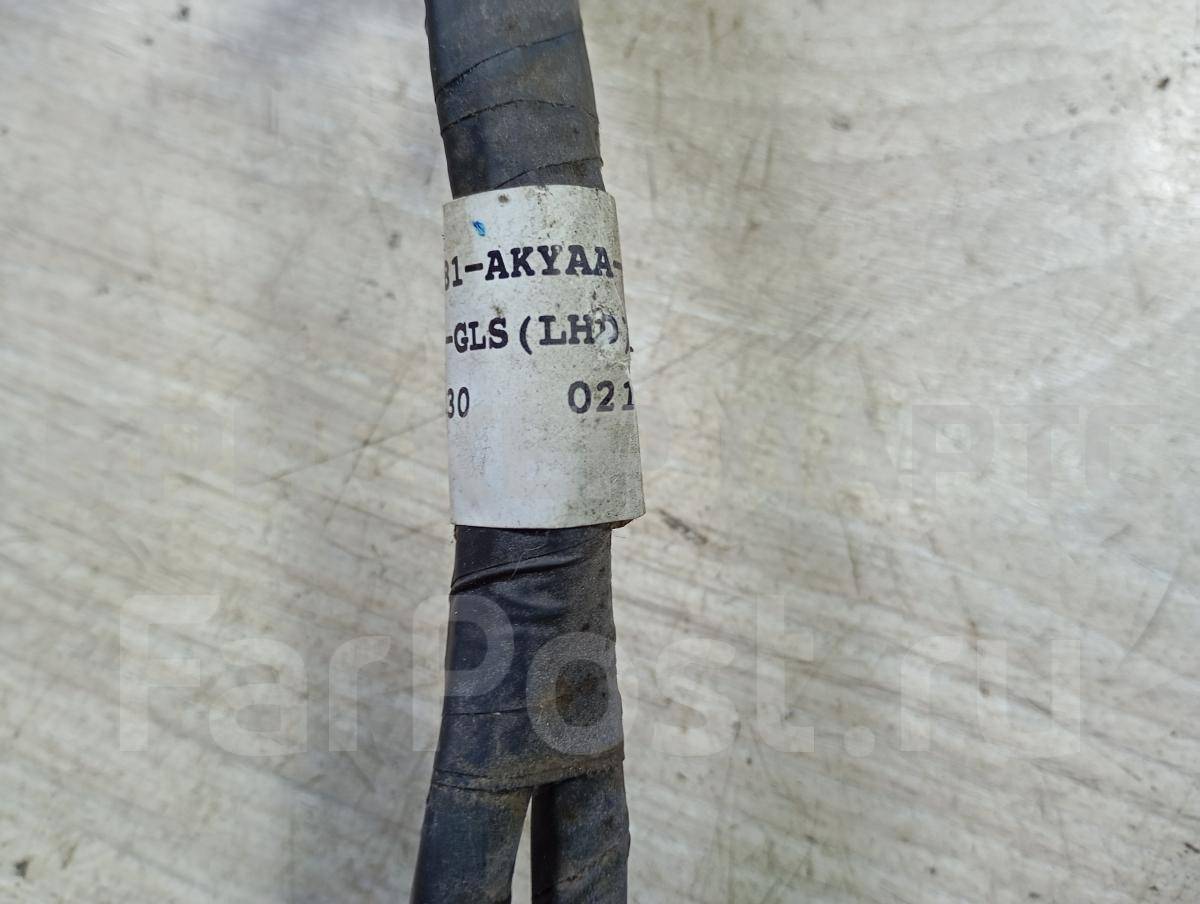 31-AKYAA-
-GLS(LHD)
30 021
FarPost.ru